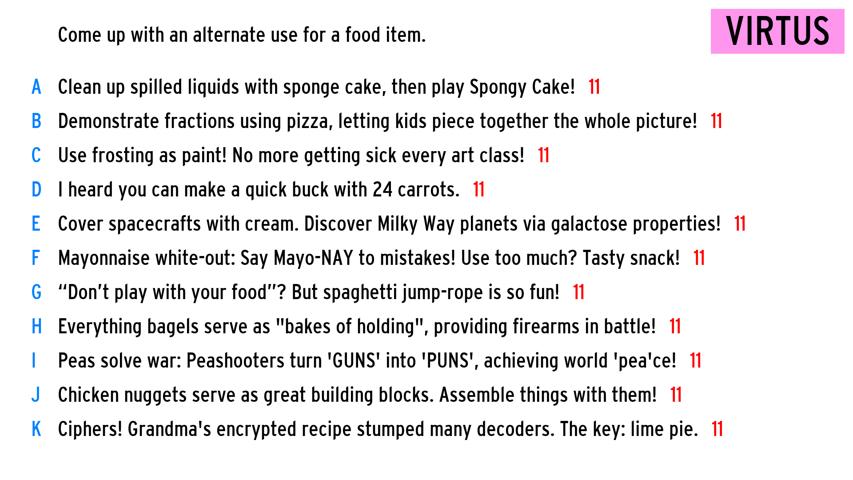 Come up with an alternate use for a food item.
VIRTUS
A Clean up spilled liquids with sponge cake, then play Spongy Cake! 11
B Demonstrate fractions using pizza, letting kids piece together the whole picture! 11
C Use frosting as paint! No more getting sick every art class! 11
D I heard you can make a quick buck with 24 carrots. 11
E Cover spacecrafts with cream. Discover Milky Way planets via galactose properties! 11
F Mayonnaise white-out: Say Mayo-NAY to mistakes! Use too much? Tasty snack! 11
G “Don’t play with your food”? But spaghetti jump-rope is so fun! 11
H Everything bagels serve as "bakes of holding", providing firearms in battle! 11
I Peas solve war: Peashooters turn 'GUNS' into 'PUNS', achieving world 'pea'ce! 11
J Chicken nuggets serve as great building blocks. Assemble things with them! 11
K Ciphers! Grandma's encrypted recipe stumped many decoders. The key: lime pie. 11